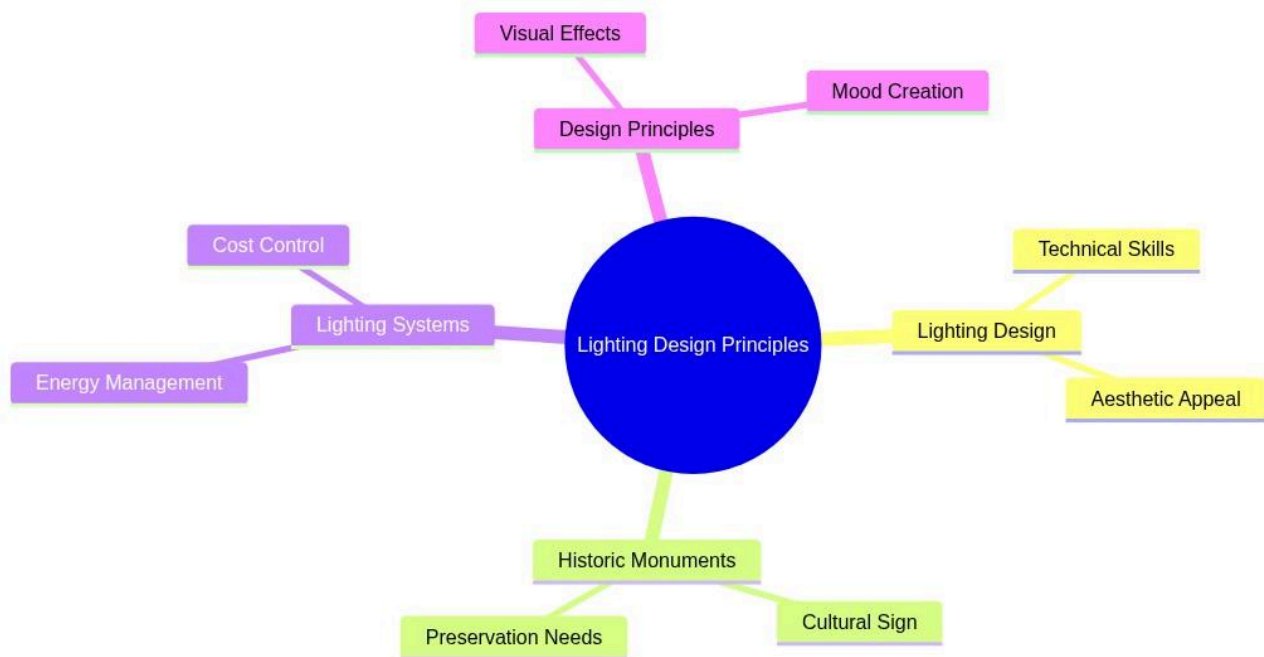 Visual Effects
Mood Creation
Design Principles
Cost Control
Technical Skills
Lighting Systems
Lighting Design Principles
Lighting Design
Energy Management
Aesthetic Appeal
Historic Monuments
Cultural Sign
Preservation Needs